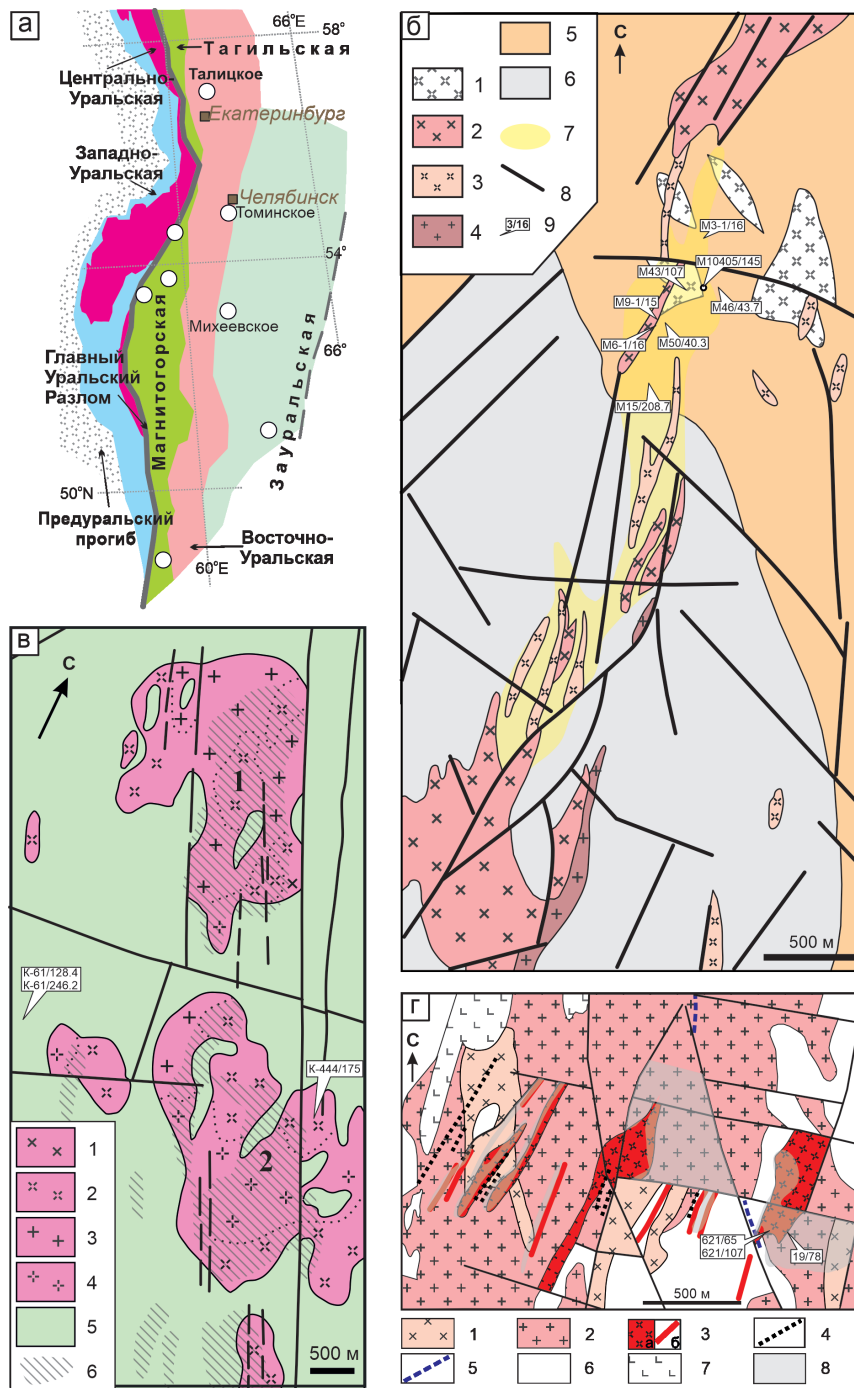 а
66°E
58°
Тагильская
Центрально-
Уральская
Талицкое
Екатеринбург
Западно-
Уральская
Челябинск
Томинское
54°
Михеевское
66°
Главный
Уральский
Разлом
Магнитогорская
Зауральская
50°N
Предуральский
прогиб
Восточно-
Уральская
60°E
б
С
1
2
3
4
5
6
7
8
3/16
9
М3-1/16
М10405/145
М43/107
М9-1/15
М46/43.7
М6-1/16
М50/40.3
М15/208.7
500 м
в
С
1
К-61/128.4
К-61/246.2
К-444/175
2
1
2
3
4
5
6
500 м
г
С
621/65
621/107
19/78
500 м
1
2
а
б
3
4
5
6
7
8